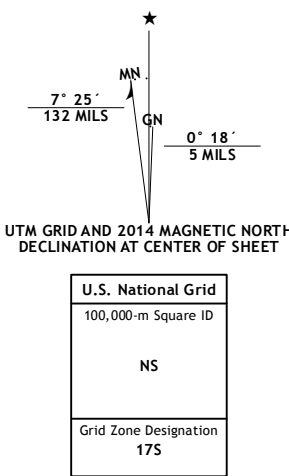 ★
MN
GN
7° 25´
132 MILS
0° 18´
5 MILS
UTM GRID AND 2014 MAGNETIC NORTH
DECLINATION AT CENTER OF SHEET
U.S. National Grid
100,000-m Square ID
NS
Grid Zone Designation
17S